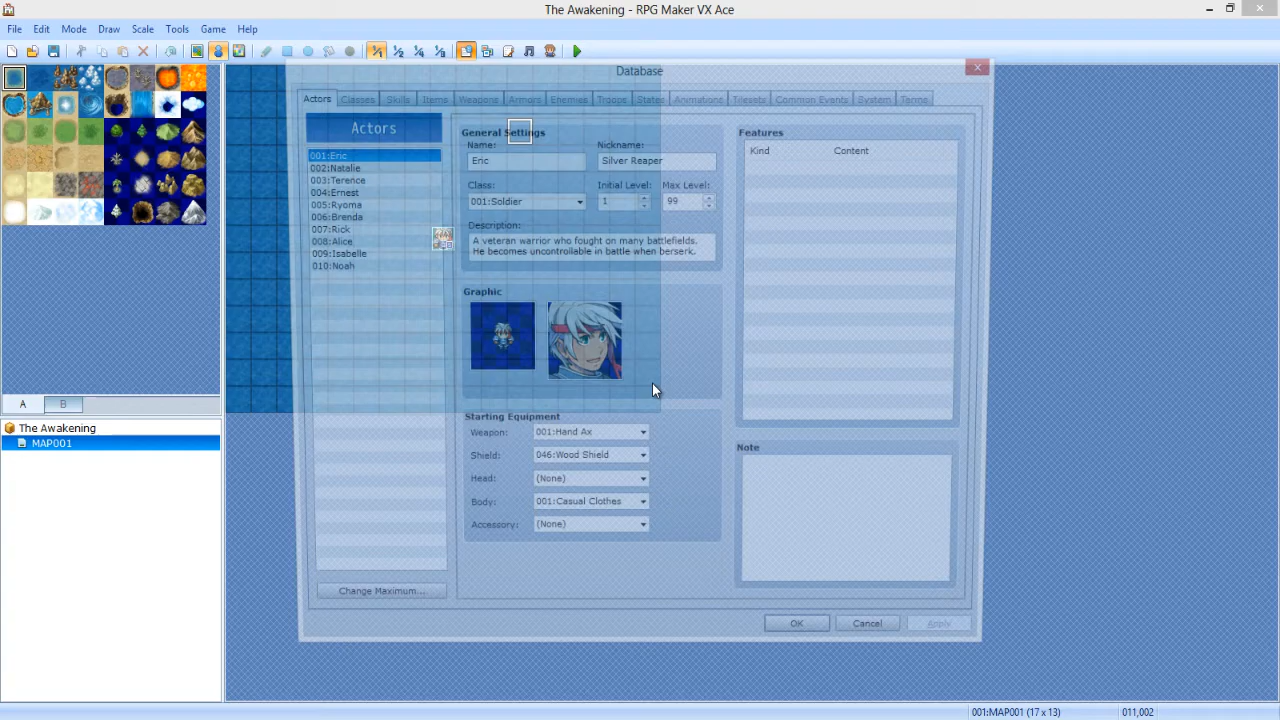 The Awakening - RPG Maker VX Ace
File Edit Mode Draw Scale Tools Game Help
Database
Actors Classes Skills Items Weapons Armors Enemies Troops States Animations Tilesets Common Events System Terms
Actors
001:Eric
002:Natalie
003:Terence
004:Ernest
005:Ryoma
006:Brenda
007:Rick
008:Alice
009:Isabelle
010:Noah
Change Maximum...
General Settings
Name: Nickname:
Eric Silver Reaper
Class: Initial Level: Max Level:
001:Soldier 1 99
Description:
A veteran warrior who fought on many battlefields.
He becomes uncontrollable in battle when berserk.
Graphic
Starting Equipment
Weapon: 001:Hand Ax
Shield: 046:Wood Shield
Head: (None)
Body: 001:Casual Clothes
Accessory: (None)
Features
Kind Content
Note
OK Cancel Apply
A B
The Awakening
MAP001
001:MAP001 (17 x 13) 011,002